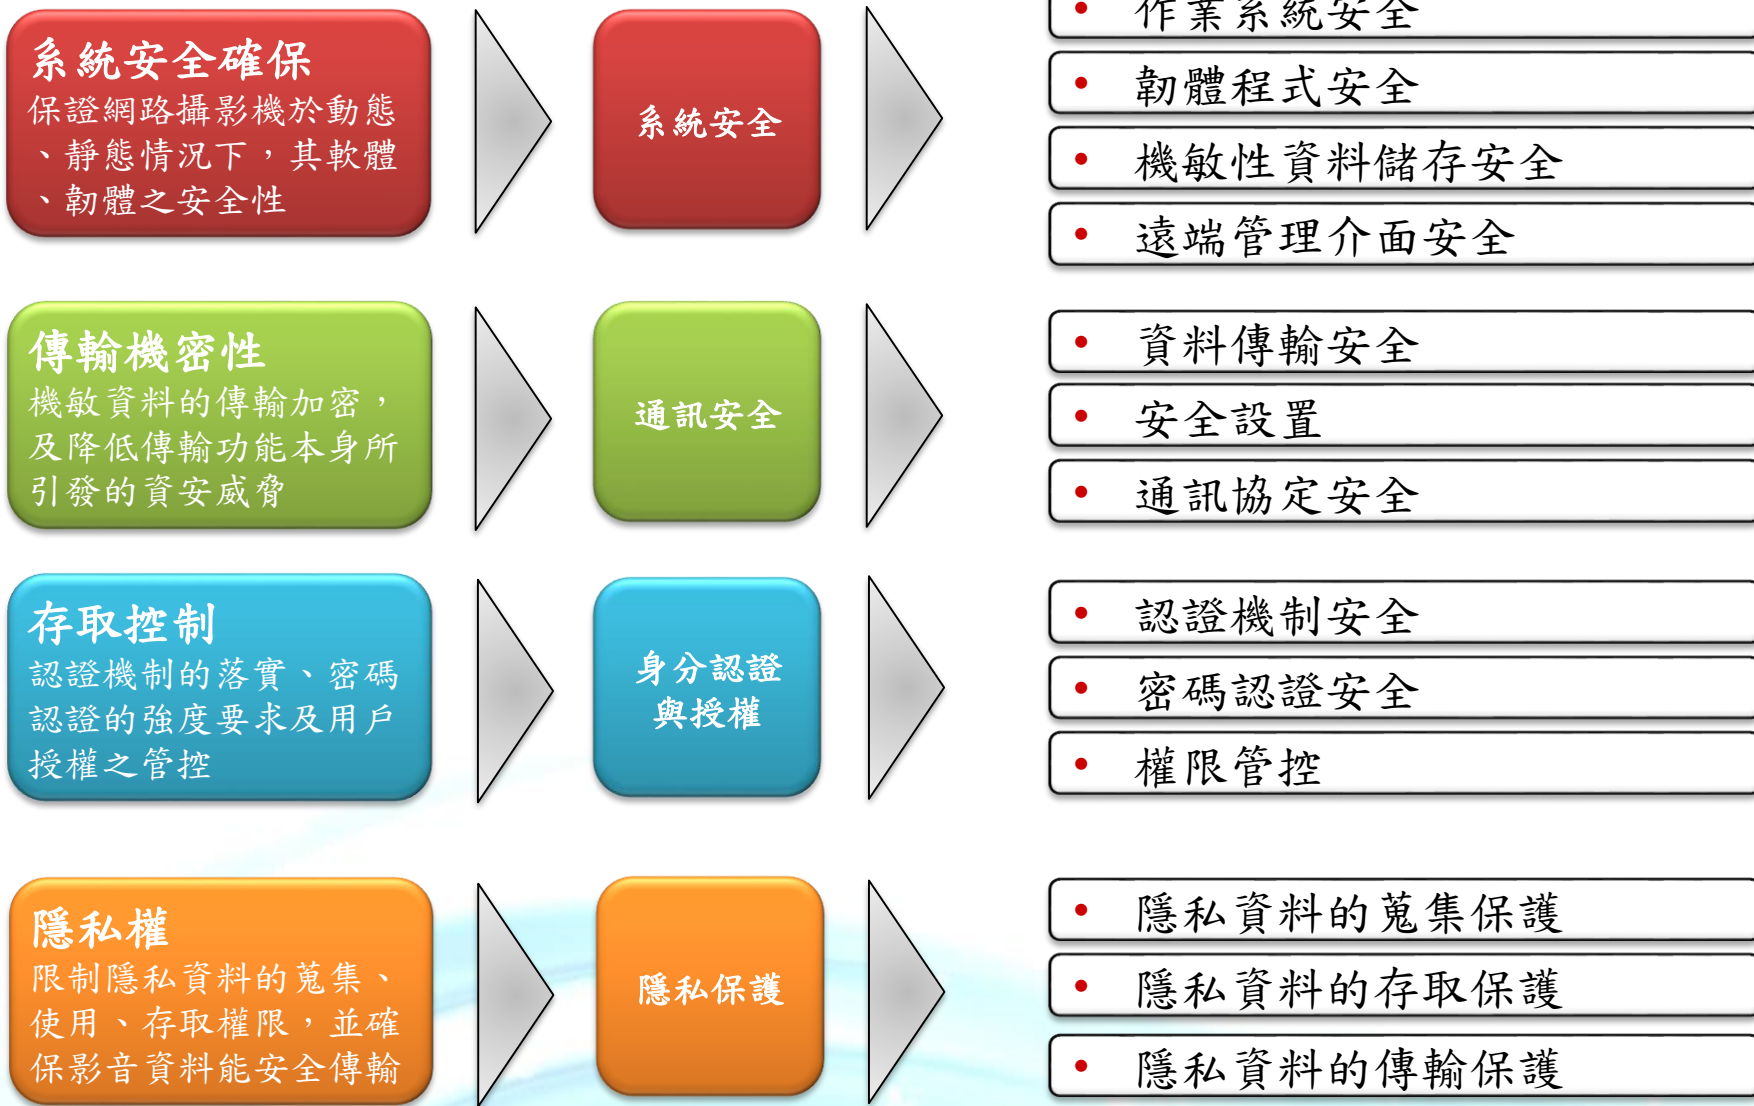 系統安全確保
保證網路攝影機於動態
、靜態情況下，其軟體
、韌體之安全性
系統安全
• 作業系統安全
• 韌體程式安全
• 機敏性資料儲存安全
• 遠端管理介面安全
傳輸機密性
機敏資料的傳輸加密，
及降低傳輸功能本身所
引發的資安威脅
通訊安全
• 資料傳輸安全
• 安全設置
• 通訊協定安全
存取控制
認證機制的落實、密碼
認證的強度要求及用戶
授權之管控
身分認證
與授權
• 認證機制安全
• 密碼認證安全
• 權限管控
隱私權
限制隱私資料的蒐集、
使用、存取權限，並確
保影音資料能安全傳輸
隱私保護
• 隱私資料的蒐集保護
• 隱私資料的存取保護
• 隱私資料的傳輸保護